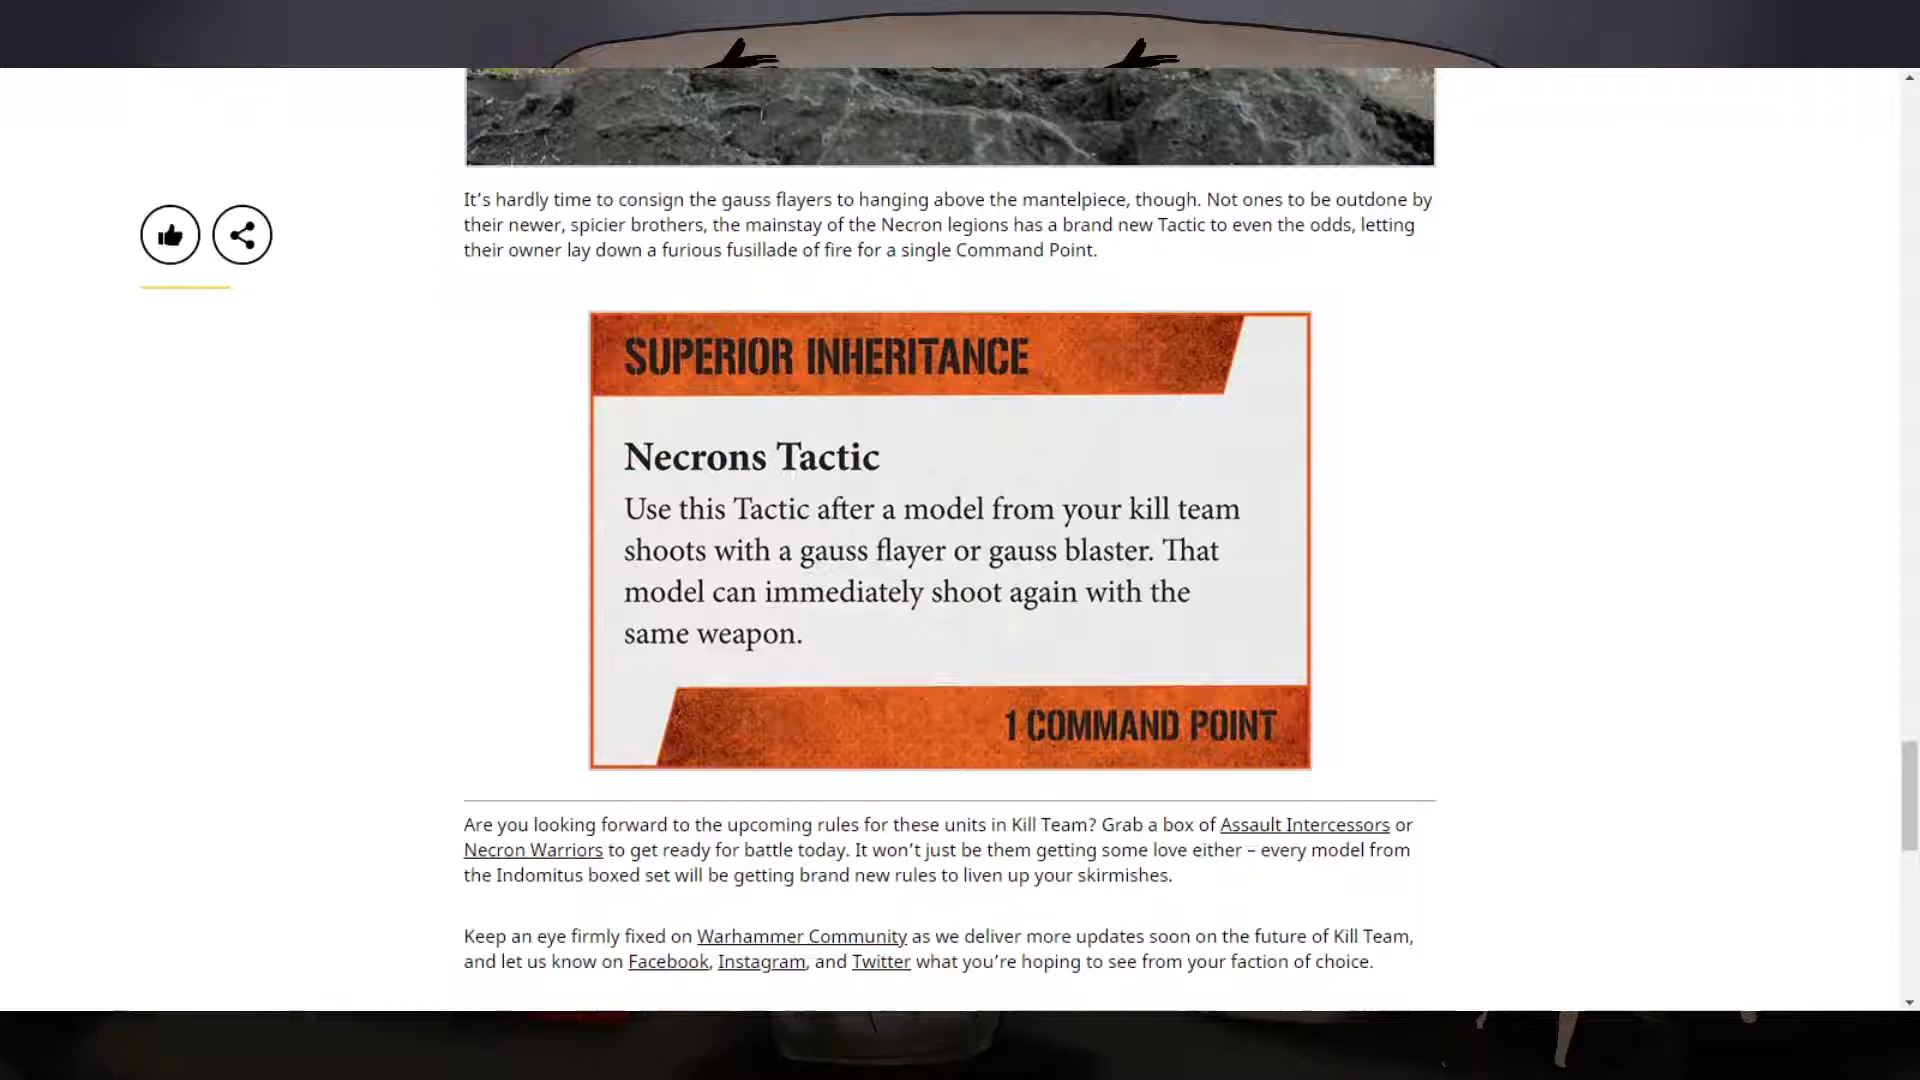 It’s hardly time to consign the gauss flayers to hanging above the mantelpiece, though. Not ones to be outdone by
their newer, spicier brothers, the mainstay of the Necron legions has a brand new Tactic to even the odds, letting
their owner lay down a furious fusillade of fire for a single Command Point.
SUPERIOR INHERITANCE
Necrons Tactic
Use this Tactic after a model from your kill team
shoots with a gauss flayer or gauss blaster. That
model can immediately shoot again with the
same weapon.
1 COMMAND POINT
Are you looking forward to the upcoming rules for these units in Kill Team? Grab a box of Assault Intercessors or
Necron Warriors to get ready for battle today. It won’t just be them getting some love either – every model from
the Indomitus boxed set will be getting brand new rules to liven up your skirmishes.
Keep an eye firmly fixed on Warhammer Community as we deliver more updates soon on the future of Kill Team,
and let us know on Facebook, Instagram, and Twitter what you’re hoping to see from your faction of choice.